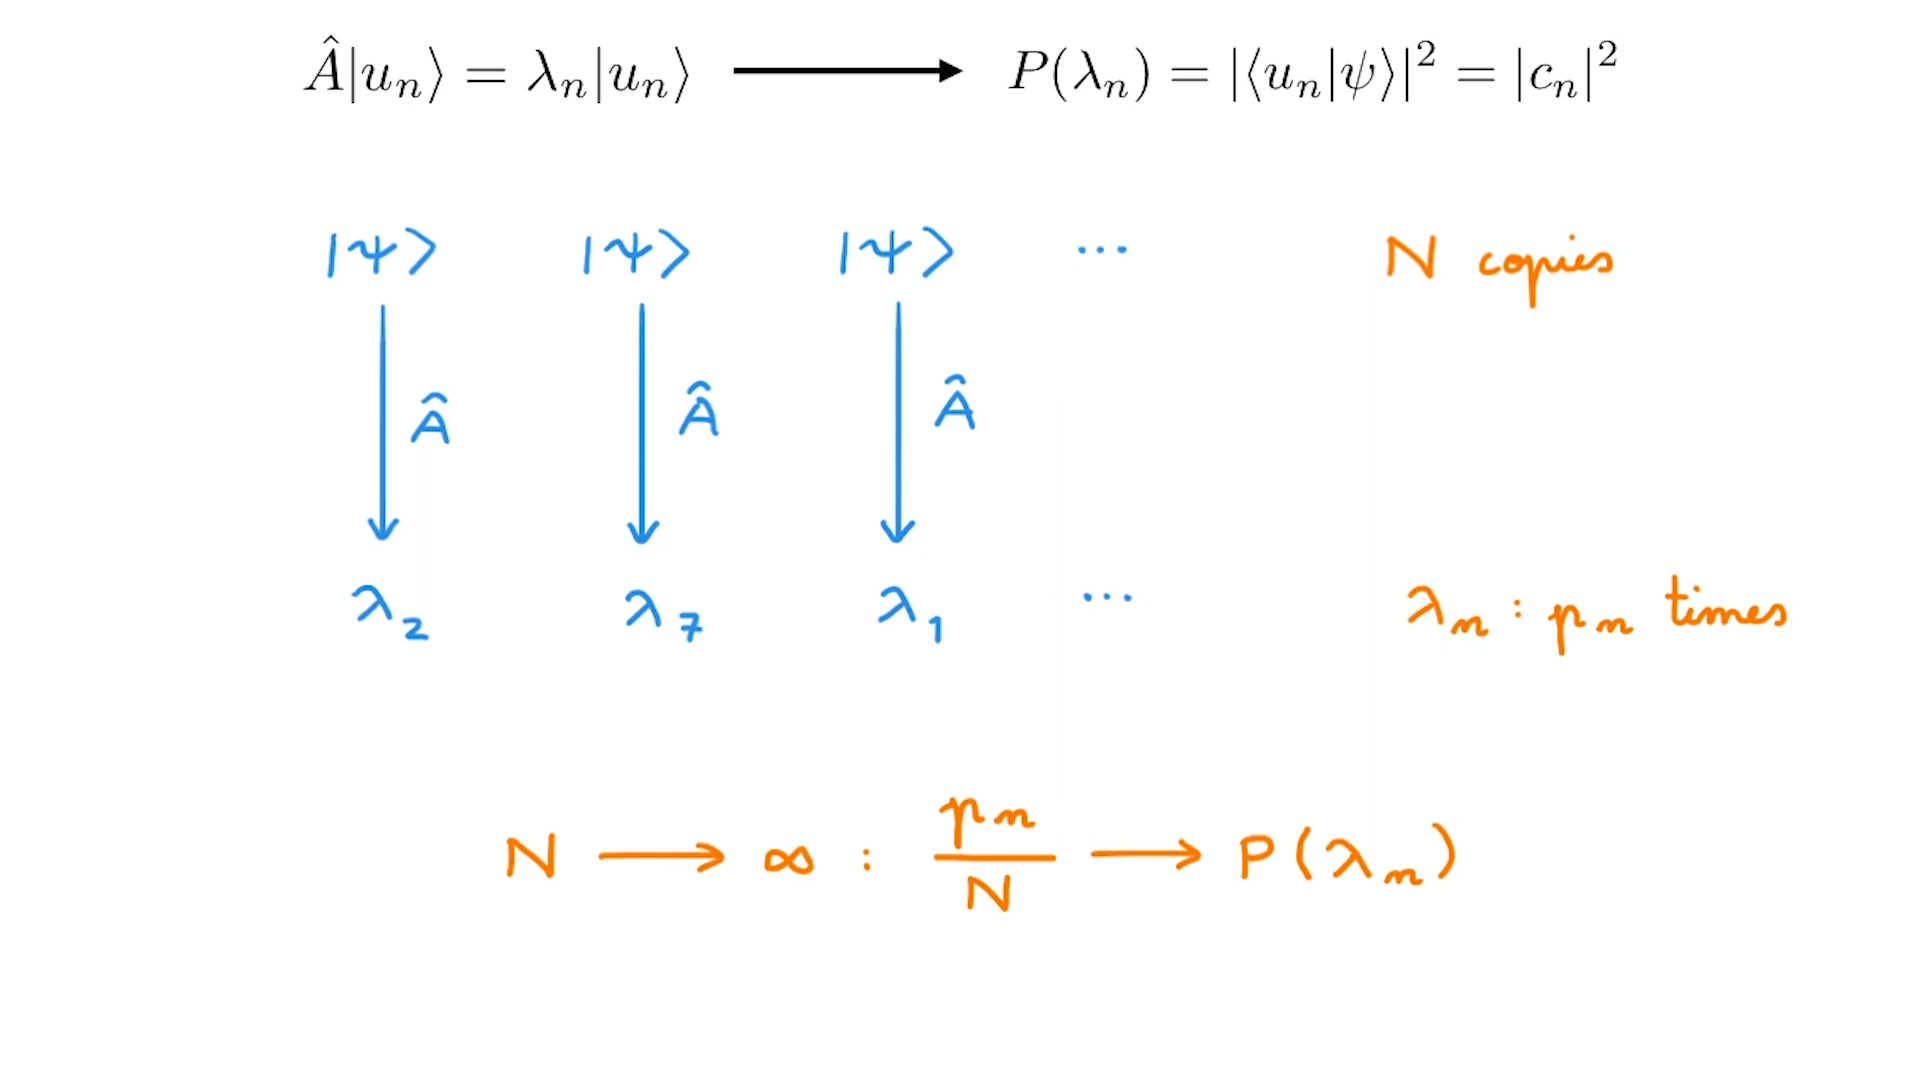 Â|uₙ⟩ = λₙ|uₙ⟩ ⟶ P(λₙ) = |⟨uₙ|ψ⟩|² = |cₙ|²
|ψ> |ψ> |ψ> ... N copies
Â Â Â
λ₂ λ₇ λ₁ ... λₙ : pₙ times
N ⟶ ∞ : pₙ/N ⟶ P(λₙ)